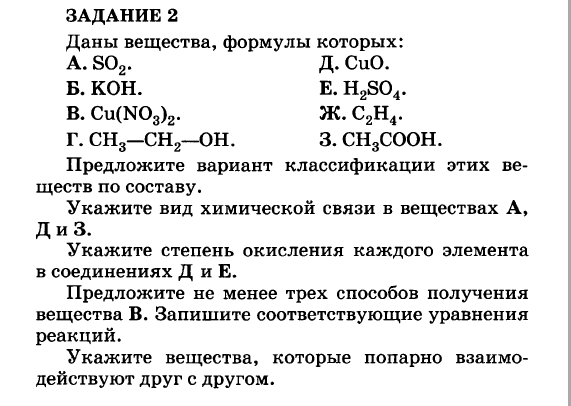 ЗАДАНИЕ 2
Даны вещества, формулы которых:
А. SO₂. Д. CuO.
Б. KOH. Е. H₂SO₄.
В. Cu(NO₃)₂. Ж. C₂H₄.
Г. CH₃—CH₂—OH. З. CH₃COOH.
Предложите вариант классификации этих ве-
ществ по составу.
Укажите вид химической связи в веществах А,
Д и З.
Укажите степень окисления каждого элемента
в соединениях Д и Е.
Предложите не менее трех способов получения
вещества В. Запишите соответствующие уравнения
реакций.
Укажите вещества, которые попарно взаимо-
действуют друг с другом.